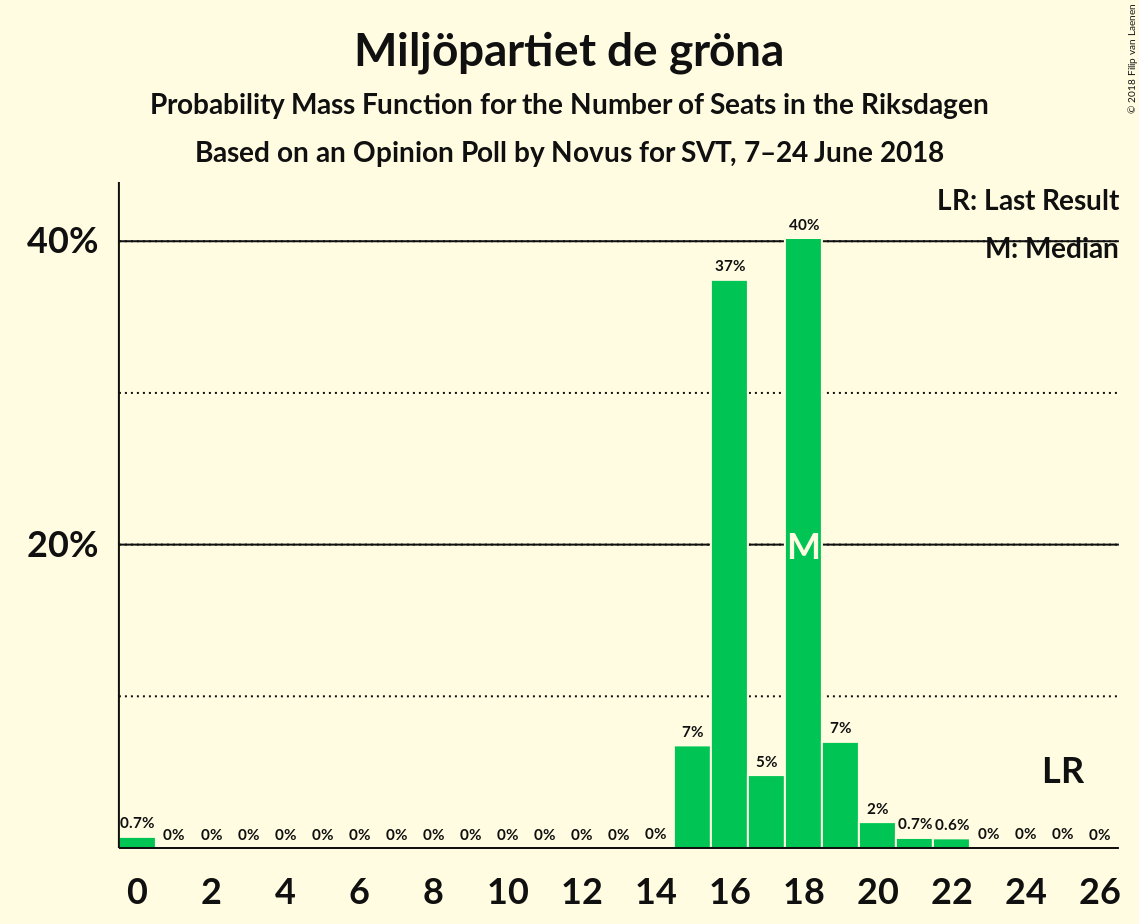 Miljöpartiet de gröna
Probability Mass Function for the Number of Seats in the Riksdagen
Based on an Opinion Poll by Novus for SVT, 7–24 June 2018
© 2018 Filip van Laenen
LR: Last Result
M: Median
40%
20%
0.7% 0% 0% 0% 0% 0% 0% 0% 0% 0% 0% 0% 0% 0% 0% 7% 37% 5% 40% 7% 2% 0.7% 0.6% 0% 0% 0% 0%
M
LR
0 2 4 6 8 10 12 14 16 18 20 22 24 26